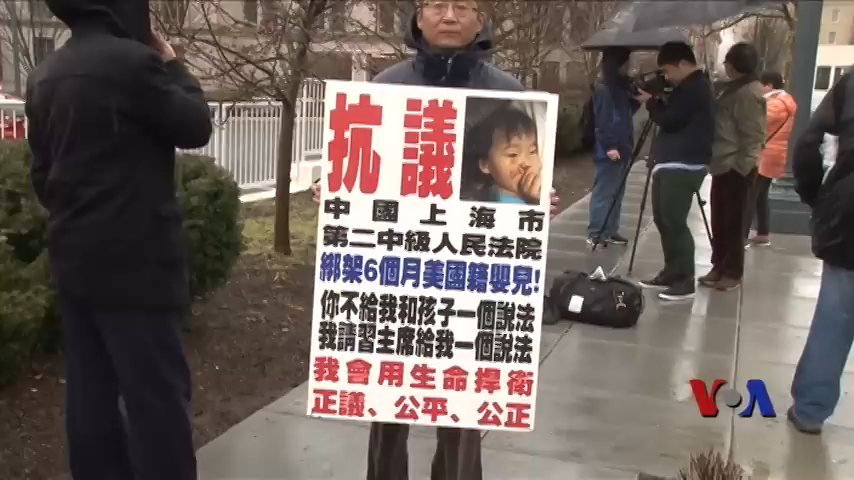 抗議
中國上海市
第二中級人民法院
綁架6個月美國籍嬰兒!
你不給我和孩子一個說法
我請習主席給我一個說法
我會用生命捍衛
正議、公平、公正
VOA